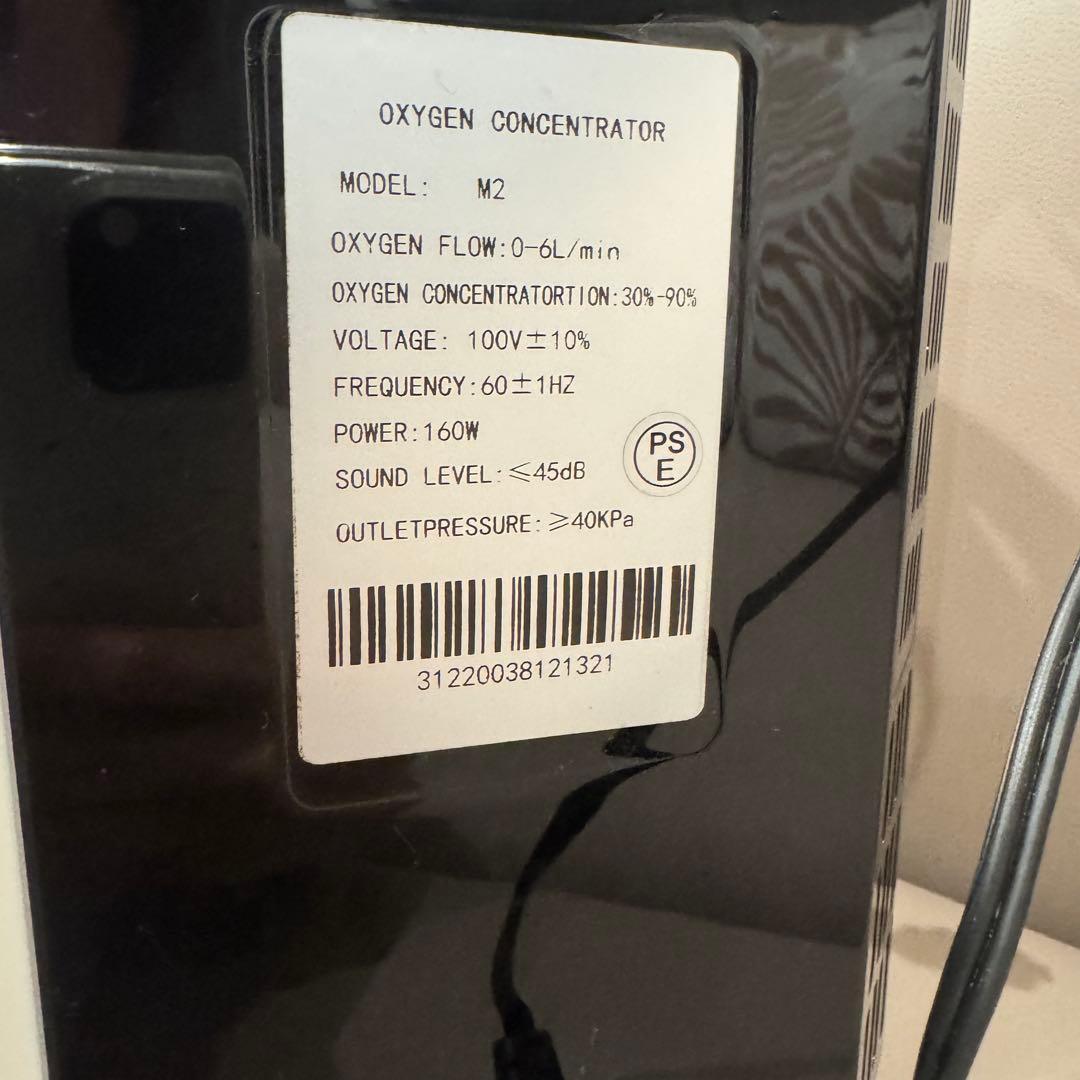 OXYGEN CONCENTRATOR
MODEL: M2
OXYGEN FLOW:0-6L/min
OXYGEN CONCENTRATORTION:30%-90%
VOLTAGE: 100V±10%
FREQUENCY:60±1HZ
POWER:160W
PS
E
SOUND LEVEL:≤45dB
OUTLETPRESSURE:≥40KPa
31220038121321